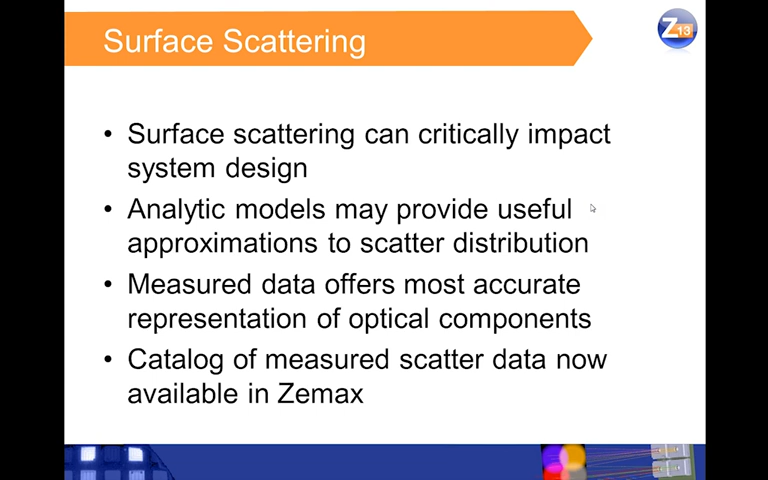 Surface Scattering
Z 13
• Surface scattering can critically impact
system design
• Analytic models may provide useful
approximations to scatter distribution
• Measured data offers most accurate
representation of optical components
• Catalog of measured scatter data now
available in Zemax